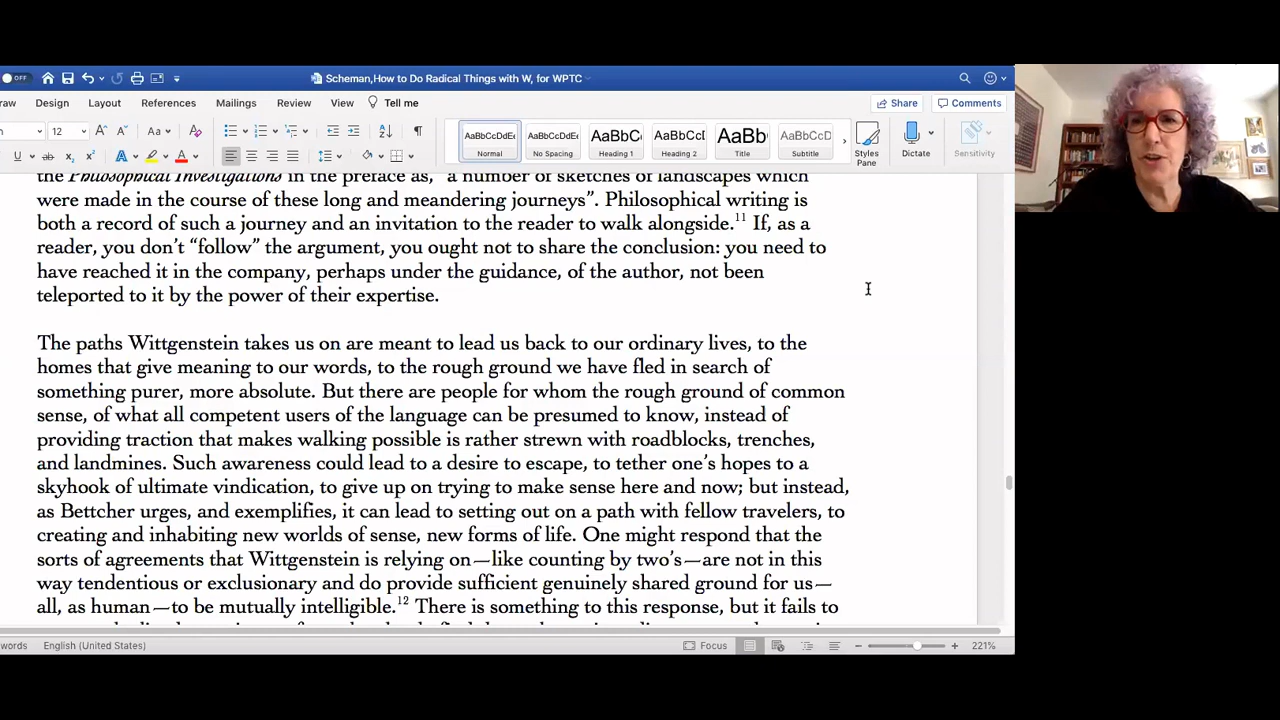 OFF
Scheman,How to Do Radical Things with W, for WPTC
raw Design Layout References Mailings Review View Tell me
Share Comments
12 Aa
AaBbCcDdEe AaBbCcDdEe AaBbCc AaBbCcD AaBb AaBbCcD
Normal No Spacing Heading 1 Heading 2 Title Subtitle
Styles Pane Dictate Sensitivity
the Philosophical Investigations in the preface as, "a number of sketches of landscapes which
were made in the course of these long and meandering journeys”. Philosophical writing is
both a record of such a journey and an invitation to the reader to walk alongside.11 If, as a
reader, you don’t “follow” the argument, you ought not to share the conclusion: you need to
have reached it in the company, perhaps under the guidance, of the author, not been
teleported to it by the power of their expertise.
The paths Wittgenstein takes us on are meant to lead us back to our ordinary lives, to the
homes that give meaning to our words, to the rough ground we have fled in search of
something purer, more absolute. But there are people for whom the rough ground of common
sense, of what all competent users of the language can be presumed to know, instead of
providing traction that makes walking possible is rather strewn with roadblocks, trenches,
and landmines. Such awareness could lead to a desire to escape, to tether one’s hopes to a
skyhook of ultimate vindication, to give up on trying to make sense here and now; but instead,
as Bettcher urges, and exemplifies, it can lead to setting out on a path with fellow travelers, to
creating and inhabiting new worlds of sense, new forms of life. One might respond that the
sorts of agreements that Wittgenstein is relying on—like counting by two’s—are not in this
way tendentious or exclusionary and do provide sufficient genuinely shared ground for us—
all, as human—to be mutually intelligible.12 There is something to this response, but it fails to
words English (United States) Focus 221%